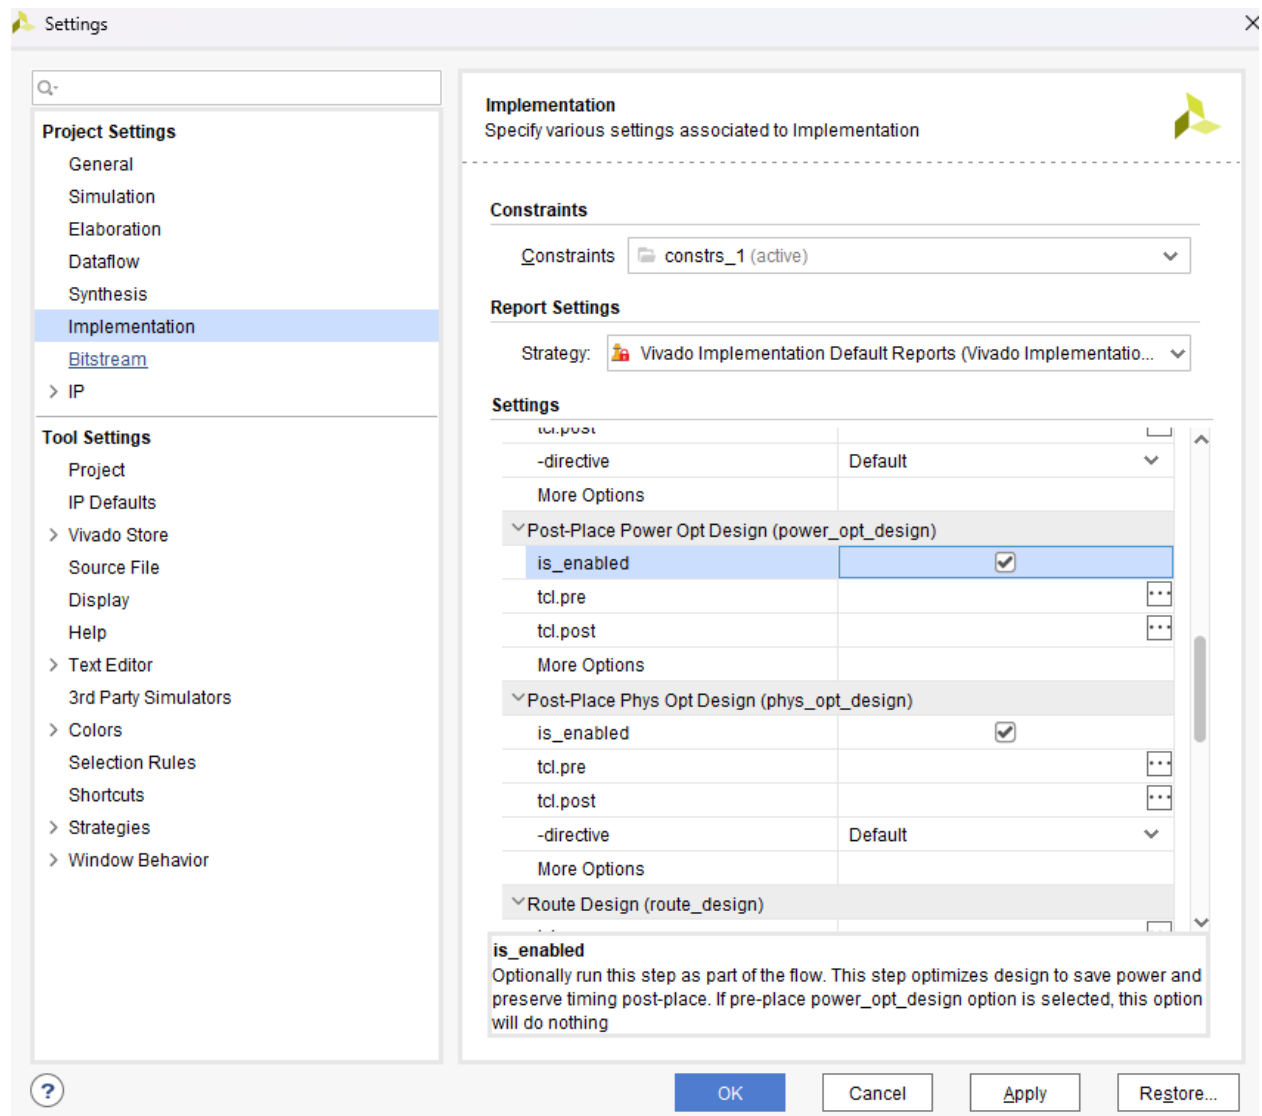 Settings
Project Settings
General
Simulation
Elaboration
Dataflow
Synthesis
Implementation
Bitstream
IP
Tool Settings
Project
IP Defaults
Vivado Store
Source File
Display
Help
Text Editor
3rd Party Simulators
Colors
Selection Rules
Shortcuts
Strategies
Window Behavior
Implementation
Specify various settings associated to Implementation
Constraints
Constraints constrs_1 (active)
Report Settings
Strategy: Vivado Implementation Default Reports (Vivado Implementatio...
Settings
tcl.post
-directive Default
More Options
Post-Place Power Opt Design (power_opt_design)
is_enabled
tcl.pre
tcl.post
More Options
Post-Place Phys Opt Design (phys_opt_design)
is_enabled
tcl.pre
tcl.post
-directive Default
More Options
Route Design (route_design)
is_enabled
Optionally run this step as part of the flow. This step optimizes design to save power and
preserve timing post-place. If pre-place power_opt_design option is selected, this option
will do nothing
? OK Cancel Apply Restore...